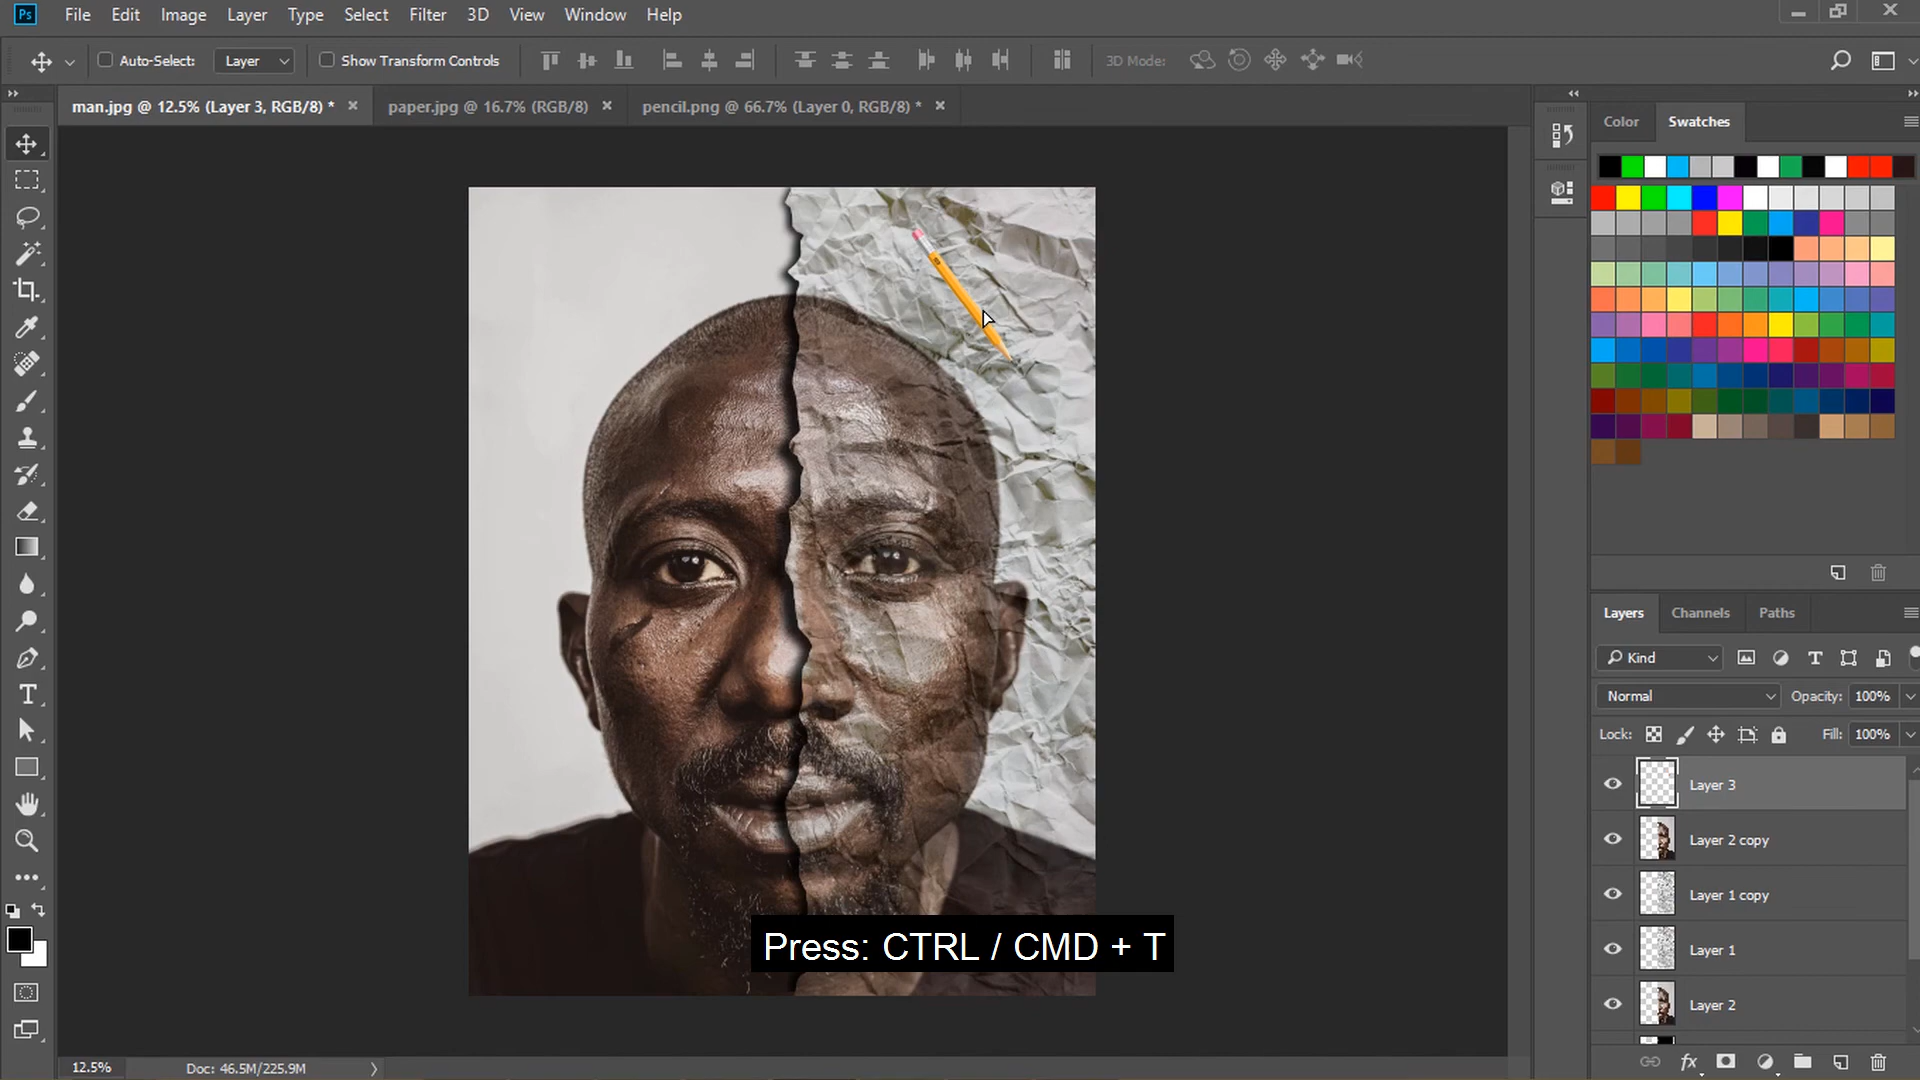 Ps File Edit Image Layer Type Select Filter 3D View Window Help
Auto-Select: Layer Show Transform Controls 3D Mode:
man.jpg @ 12.5% (Layer 3, RGB/8) * paper.jpg @ 16.7% (RGB/8) pencil.png @ 66.7% (Layer 0, RGB/8) *
Color Swatches
Layers Channels Paths
Kind
Normal Opacity: 100%
Lock: Fill: 100%
Layer 3
Layer 2 copy
Layer 1 copy
Layer 1
Layer 2
Press: CTRL / CMD + T
12.5% Doc: 46.5M/225.9M